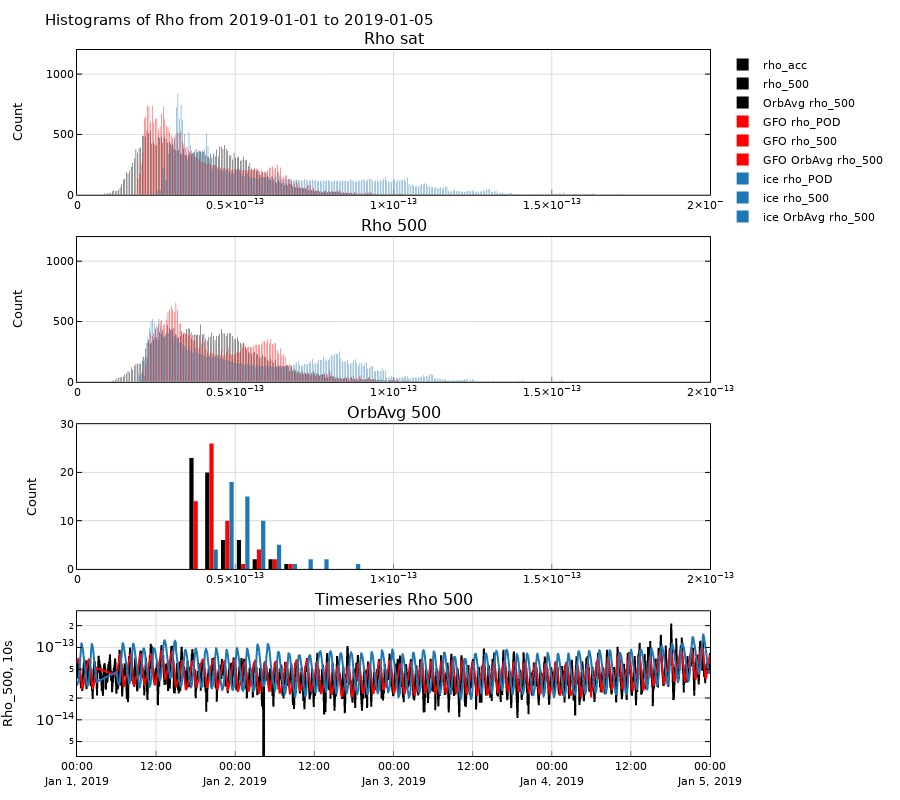 Histograms of Rho from 2019-01-01 to 2019-01-05
Rho sat
1000
500
0
Count
0 0.5×10−13 1×10−13 1.5×10−13 2×10−
rho_acc
rho_500
OrbAvg rho_500
GFO rho_POD
GFO rho_500
GFO OrbAvg rho_500
ice rho_POD
ice rho_500
ice OrbAvg rho_500
Rho 500
1000
500
0
Count
0 0.5×10−13 1×10−13 1.5×10−13 2×10−13
OrbAvg 500
30
20
10
0
Count
0 0.5×10−13 1×10−13 1.5×10−13 2×10−13
Timeseries Rho 500
2
10−13
5
2
10−14
5
Rho_500, 10s
00:00 12:00 00:00 12:00 00:00 12:00 00:00 12:00 00:00
Jan 1, 2019 Jan 2, 2019 Jan 3, 2019 Jan 4, 2019 Jan 5, 2019